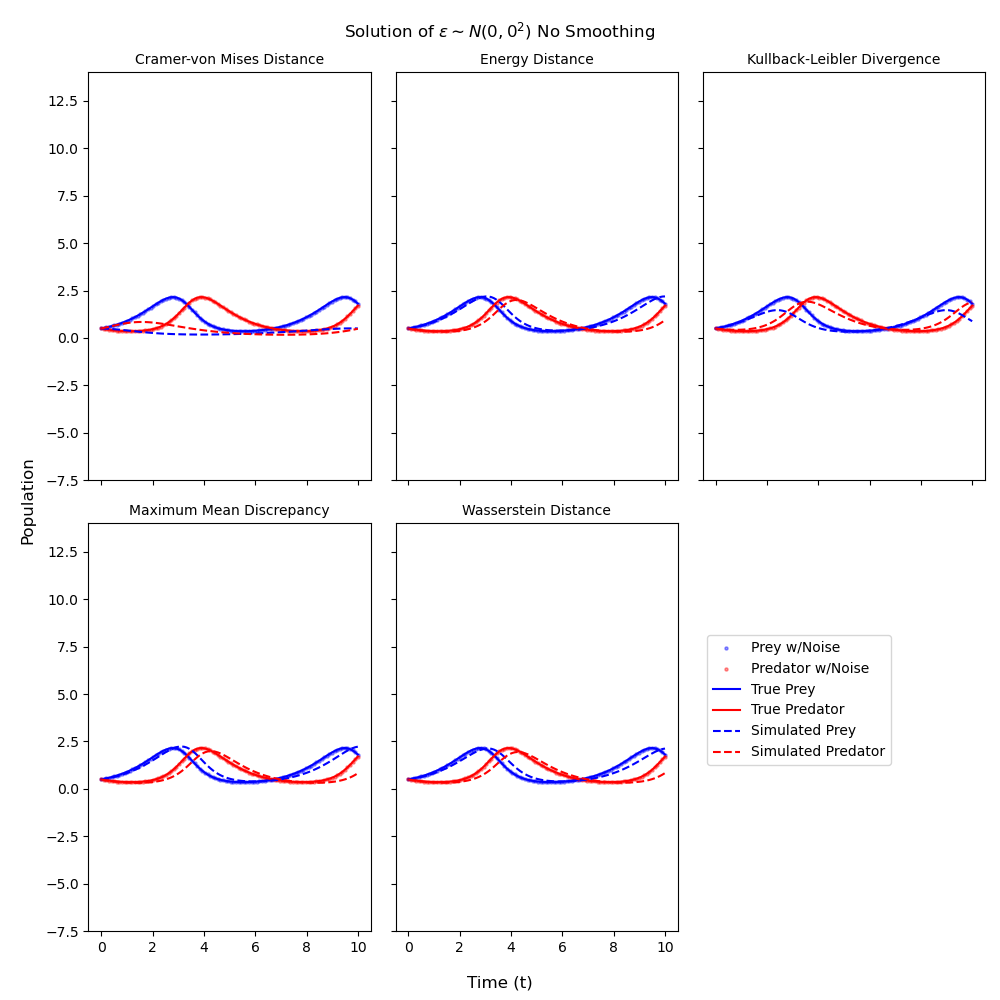 Solution of ε ~ N(0, 0²) No Smoothing
Cramer-von Mises Distance
Energy Distance
Kullback-Leibler Divergence
12.5
10.0
7.5
5.0
2.5
0.0
−2.5
−5.0
−7.5
Population
Maximum Mean Discrepancy
Wasserstein Distance
12.5
10.0
7.5
5.0
2.5
0.0
−2.5
−5.0
−7.5
0 2 4 6 8 10
0 2 4 6 8 10
Prey w/Noise
Predator w/Noise
True Prey
True Predator
Simulated Prey
Simulated Predator
Time (t)